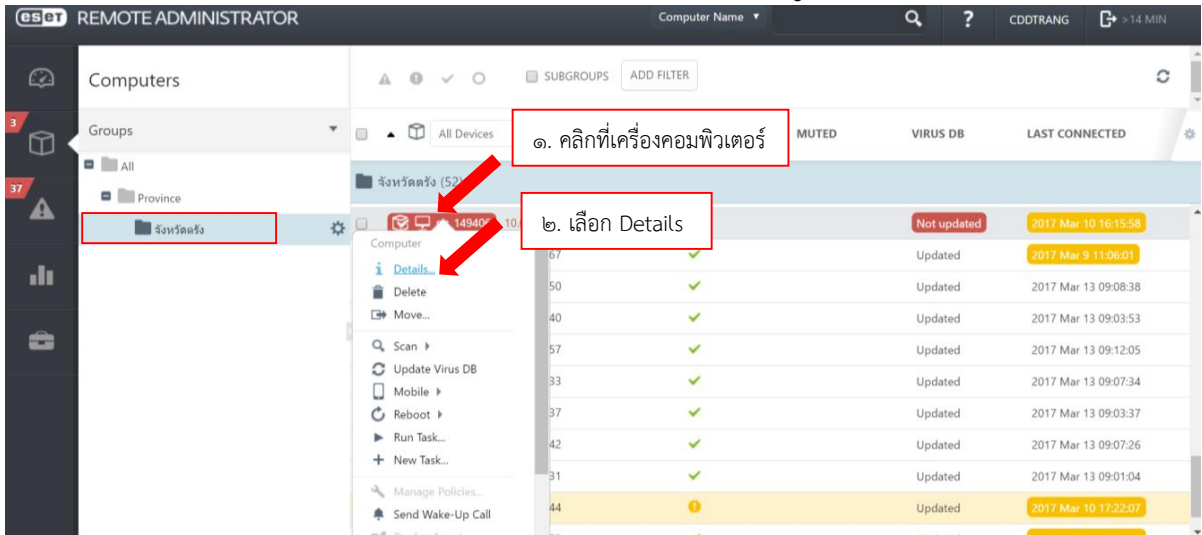 eset REMOTE ADMINISTRATOR
Computer Name
?
CDDTRANG
>14 MIN
Computers
SUBGROUPS
ADD FILTER
3
Groups
All Devices
๑. คลิกที่เครื่องคอมพิวเตอร์
MUTED
VIRUS DB
LAST CONNECTED
All
37
Province
จังหวัดตรัง (52)
จังหวัดตรัง
149406
10.
๒. เลือก Details
Not updated
2017 Mar 10 16:15:58
Computer
67
Updated
2017 Mar 9 11:06:01
Details...
Delete
50
Updated
2017 Mar 13 09:08:38
Move...
40
Updated
2017 Mar 13 09:03:53
Scan
57
Updated
2017 Mar 13 09:12:05
Update Virus DB
Mobile
33
Updated
2017 Mar 13 09:07:34
Reboot
37
Updated
2017 Mar 13 09:03:37
Run Task...
42
Updated
2017 Mar 13 09:07:26
New Task...
31
Updated
2017 Mar 13 09:01:04
Manage Policies...
Send Wake-Up Call
44
Updated
2017 Mar 10 17:22:07